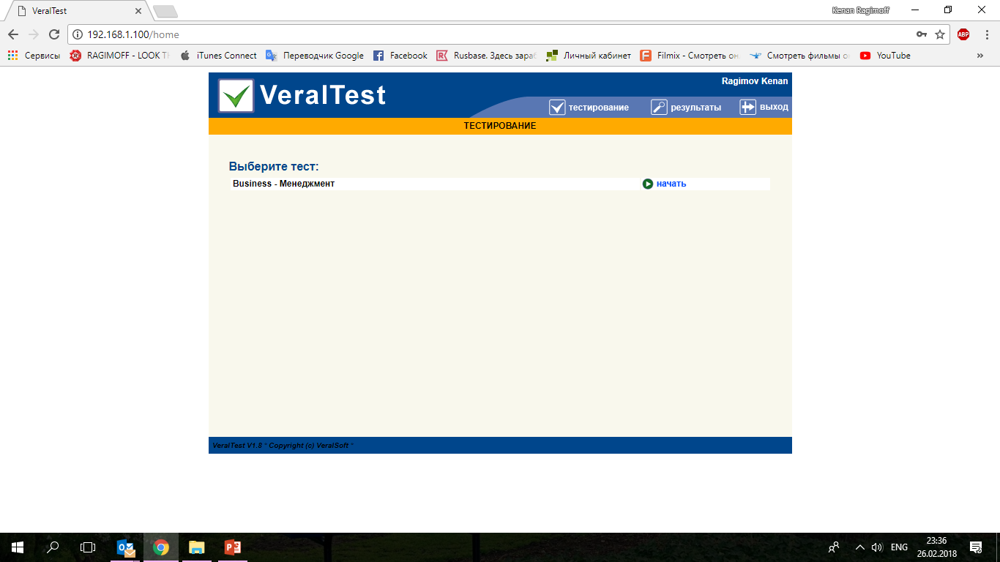 VeralTest
Kenan Ragimoff
192.168.1.100/home
ABP
Сервисы RAGIMOFF - LOOK TH iTunes Connect Переводчик Google Facebook Rusbase. Здесь зараб Личный кабинет Filmix - Смотреть он Смотреть фильмы о YouTube »
Ragimov Kenan
VeralTest
тестирование результаты выход
ТЕСТИРОВАНИЕ
Выберите тест:
Business - Менеджмент начать
VeralTest V1.8 * Copyright (c) VeralSoft *
ENG
23:36
26.02.2018